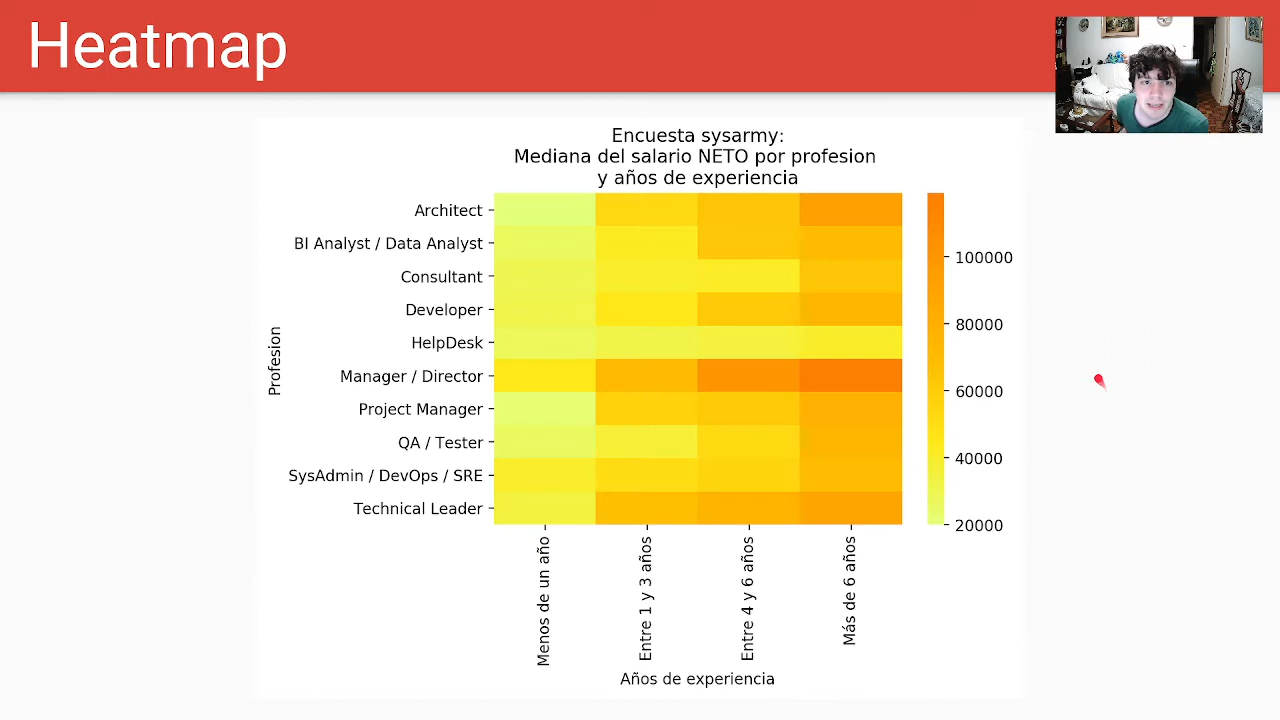 Heatmap
Encuesta sysarmy:
Mediana del salario NETO por profesion
y años de experiencia
Architect
BI Analyst / Data Analyst
Consultant
Developer
HelpDesk
Manager / Director
Project Manager
QA / Tester
SysAdmin / DevOps / SRE
Technical Leader
Profesion
100000
80000
60000
40000
20000
Menos de un año
Entre 1 y 3 años
Entre 4 y 6 años
Más de 6 años
Años de experiencia